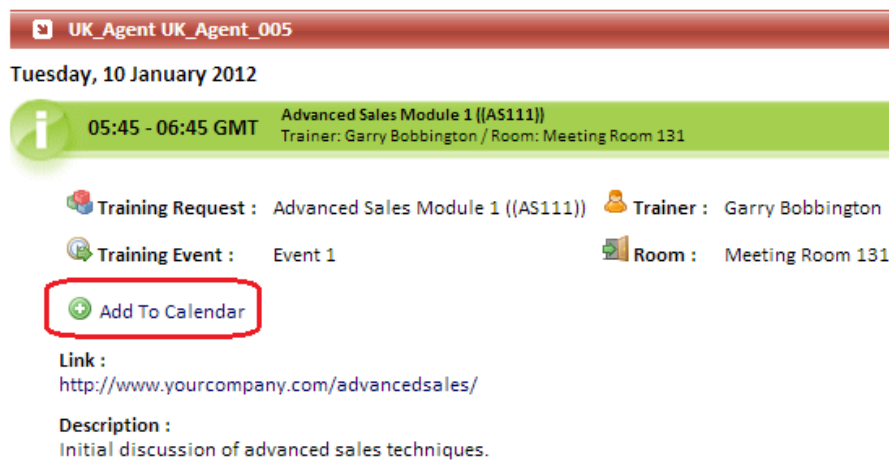 UK_Agent UK_Agent_005
Tuesday, 10 January 2012
05:45 - 06:45 GMT
Advanced Sales Module 1 ((AS111))
Trainer: Garry Bobbington / Room: Meeting Room 131
Training Request : Advanced Sales Module 1 ((AS111)) Trainer : Garry Bobbington
Training Event : Event 1 Room : Meeting Room 131
Add To Calendar
Link :
http://www.yourcompany.com/advancedsales/
Description :
Initial discussion of advanced sales techniques.